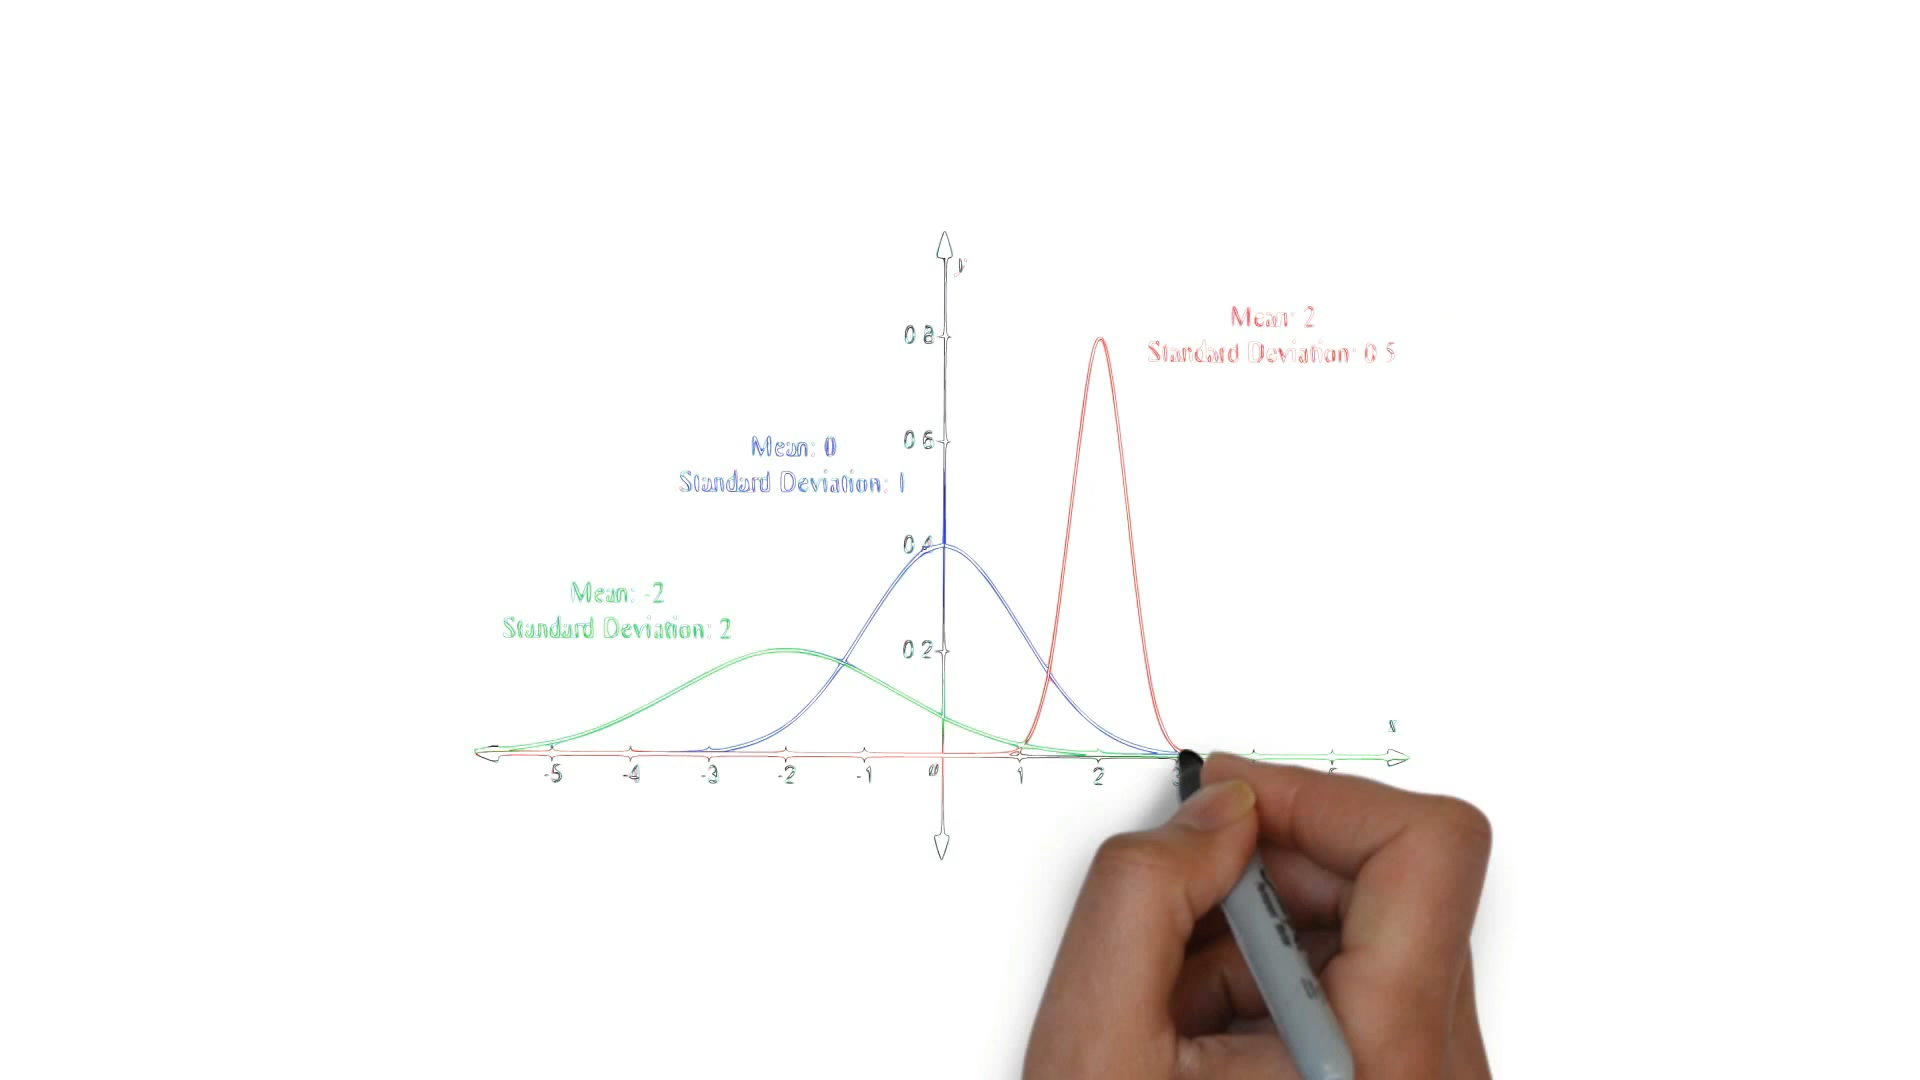 y
0.8
Mean: 2
Standard Deviation: 0.5
0.6
Mean: 0
Standard Deviation: 1
0.4
Mean: -2
Standard Deviation: 2
0.2
x
-5 -4 -3 -2 -1 0 1 2